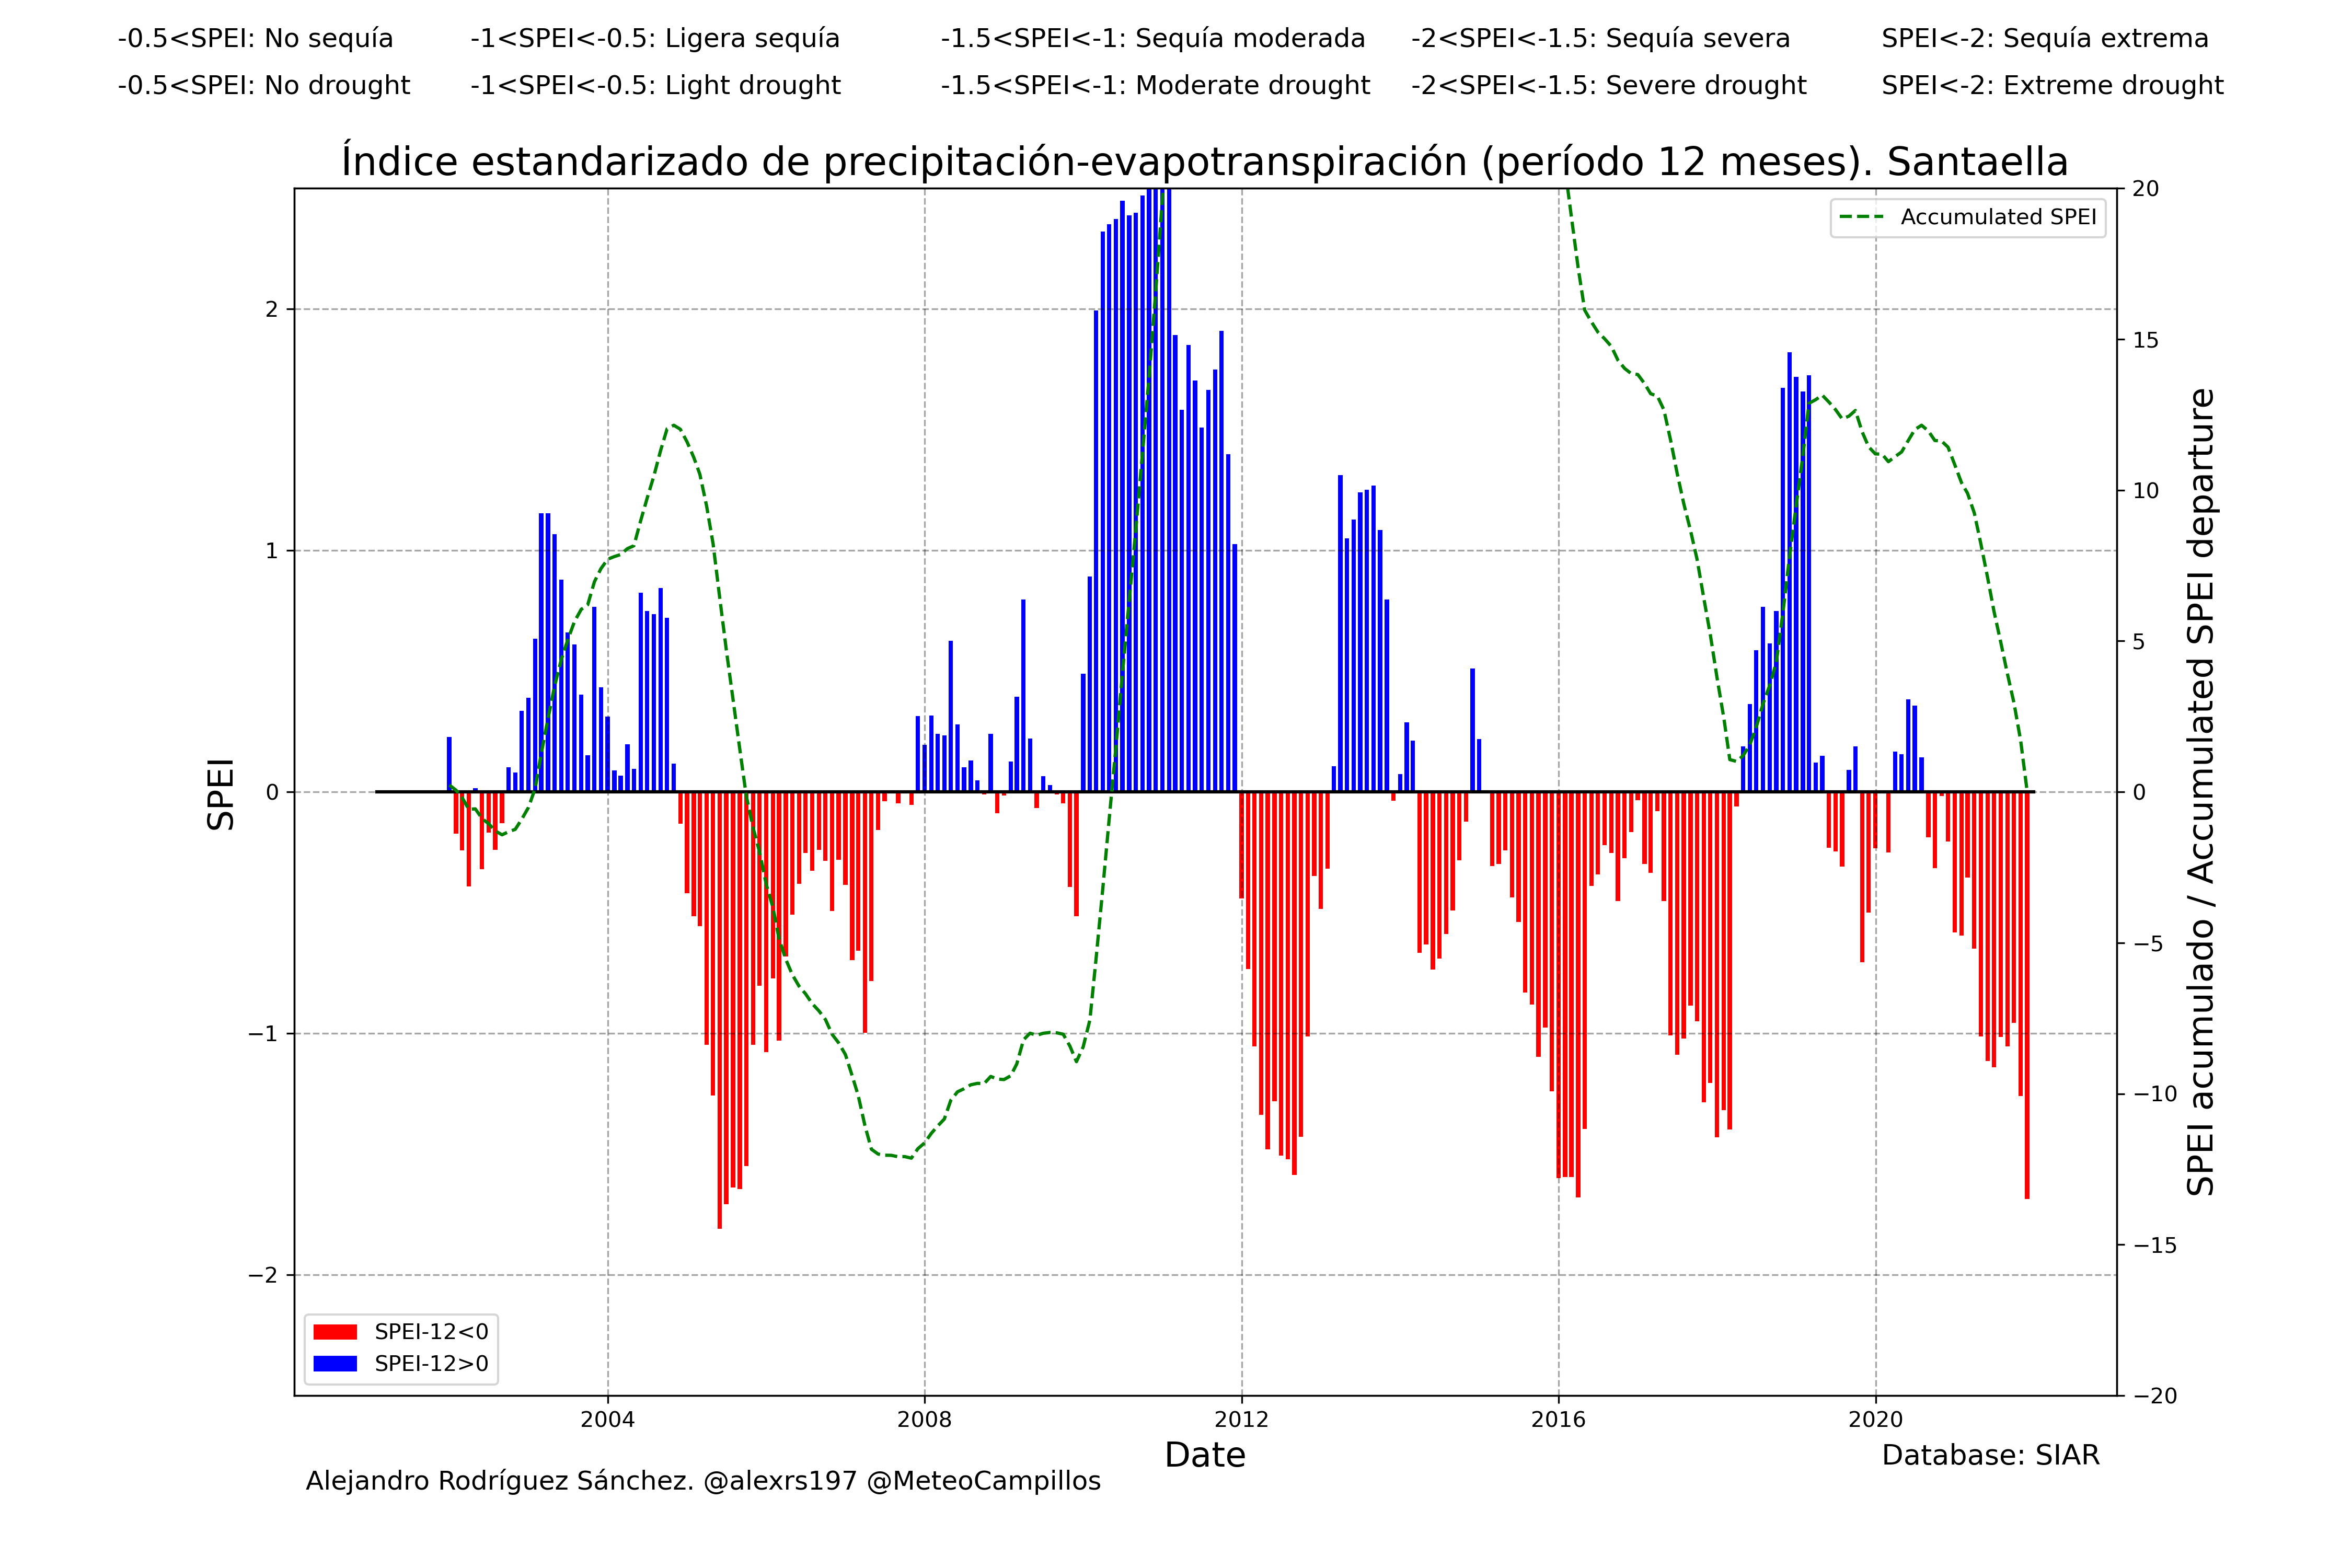 -0.5<SPEI: No sequía -1<SPEI<-0.5: Ligera sequía -1.5<SPEI<-1: Sequía moderada -2<SPEI<-1.5: Sequía severa SPEI<-2: Sequía extrema
-0.5<SPEI: No drought -1<SPEI<-0.5: Light drought -1.5<SPEI<-1: Moderate drought -2<SPEI<-1.5: Severe drought SPEI<-2: Extreme drought
Índice estandarizado de precipitación-evapotranspiración (período 12 meses). Santaella
Accumulated SPEI
SPEI
2
1
0
−1
−2
20
15
10
5
0
−5
−10
−15
−20
SPEI acumulado / Accumulated SPEI departure
SPEI-12<0
SPEI-12>0
2004 2008 2012 2016 2020
Date
Database: SIAR
Alejandro Rodríguez Sánchez. @alexrs197 @MeteoCampillos